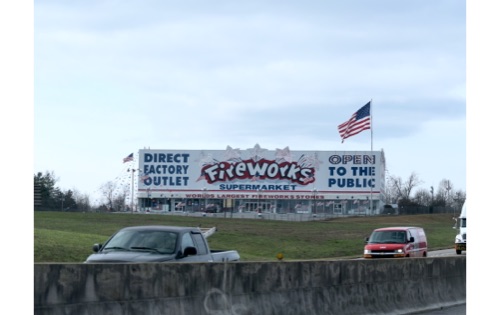 DIRECT
FACTORY
OUTLET
FIREWORKS
SUPERMARKET
OPEN
TO THE
PUBLIC
WORLD'S LARGEST FIREWORKS STORES